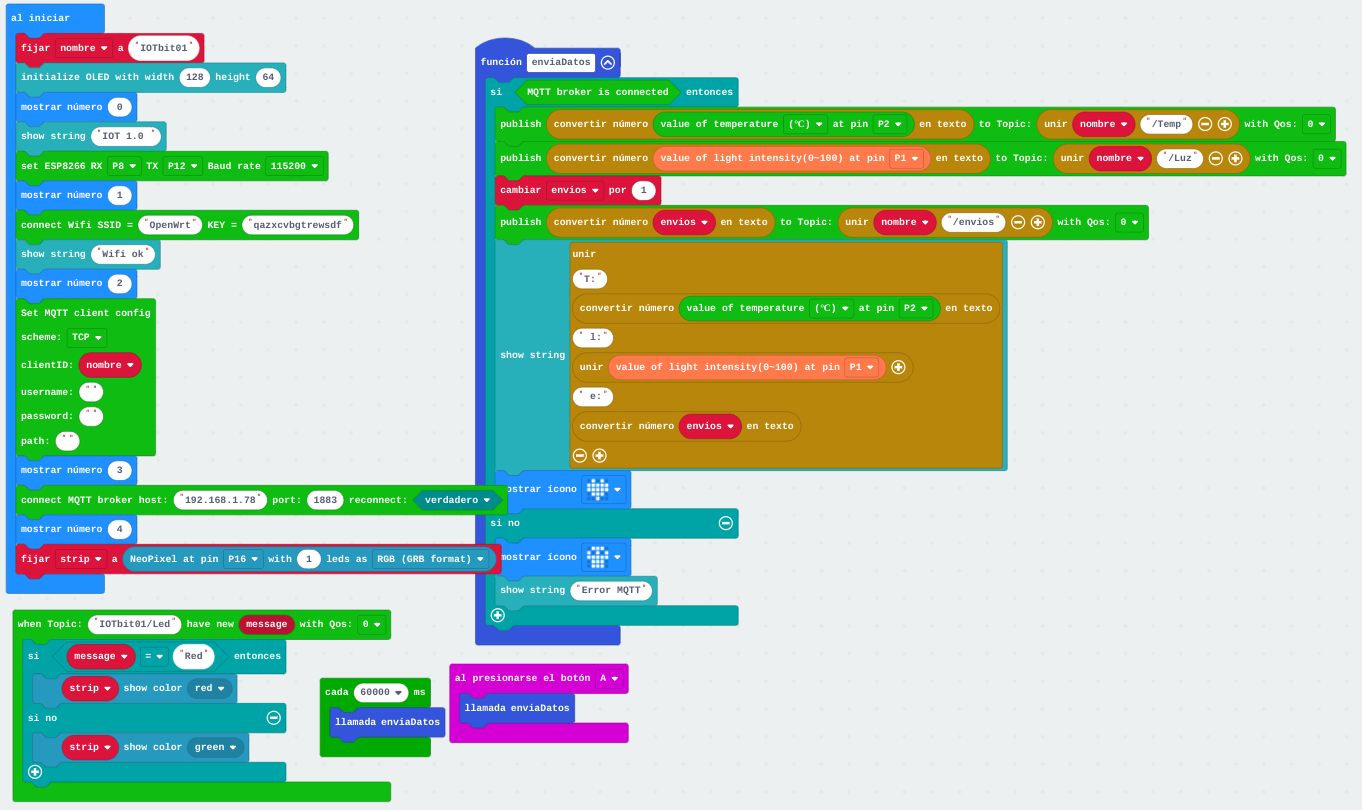 al iniciar
fijar nombre a "IOTbit01"
initialize OLED with width 128 height 64
mostrar número 0
show string "IOT 1.0 "
set ESP8266 RX P8 TX P12 Baud rate 115200
mostrar número 1
connect Wifi SSID = "OpenWrt" KEY = "qazxcvbgtrewsdf"
show string "Wifi ok"
mostrar número 2
Set MQTT client config
scheme: TCP
clientID: nombre
username: ""
password: ""
path: ""
mostrar número 3
connect MQTT broker host: "192.168.1.78" port: 1883 reconnect: verdadero
mostrar número 4
fijar strip a NeoPixel at pin P16 with 1 leds as RGB (GRB format)
función enviaDatos
si MQTT broker is connected entonces
publish convertir número value of temperature (℃) at pin P2 en texto to Topic: unir nombre "/Temp" with Qos: 0
publish convertir número value of light intensity(0~100) at pin P1 en texto to Topic: unir nombre "/Luz" with Qos: 0
cambiar envios por 1
publish convertir número envios en texto to Topic: unir nombre "/envios" with Qos: 0
show string unir
"T:"
convertir número value of temperature (℃) at pin P2 en texto
" l:"
unir value of light intensity(0~100) at pin P1
" e:"
convertir número envios en texto
ostrar ícono
si no
ostrar ícono
show string "Error MQTT"
when Topic: "IOTbit01/Led" have new message with Qos: 0
si message = "Red" entonces
strip show color red
si no
strip show color green
cada 60000 ms
llamada enviaDatos
al presionarse el botón A
llamada enviaDatos